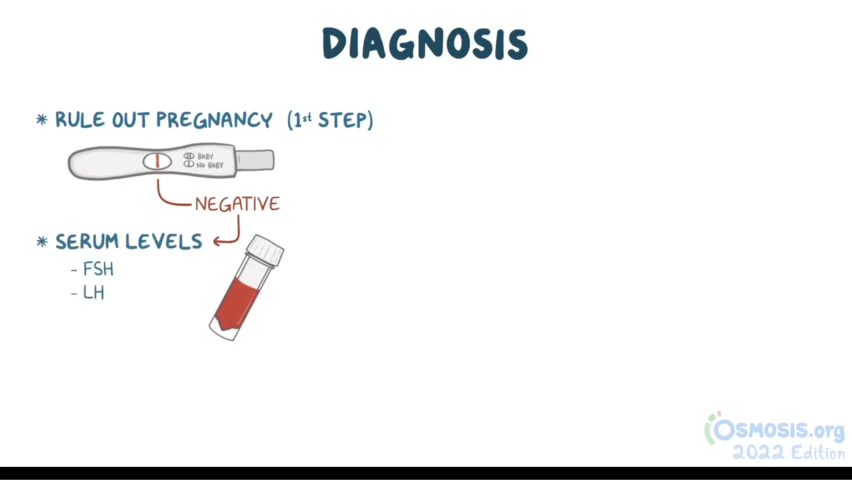 DIAGNOSIS
* RULE OUT PREGNANCY (1st STEP)
BABY
NO BABY
NEGATIVE
* SERUM LEVELS
- FSH
- LH
OSMOSIS.org
2022 Edition